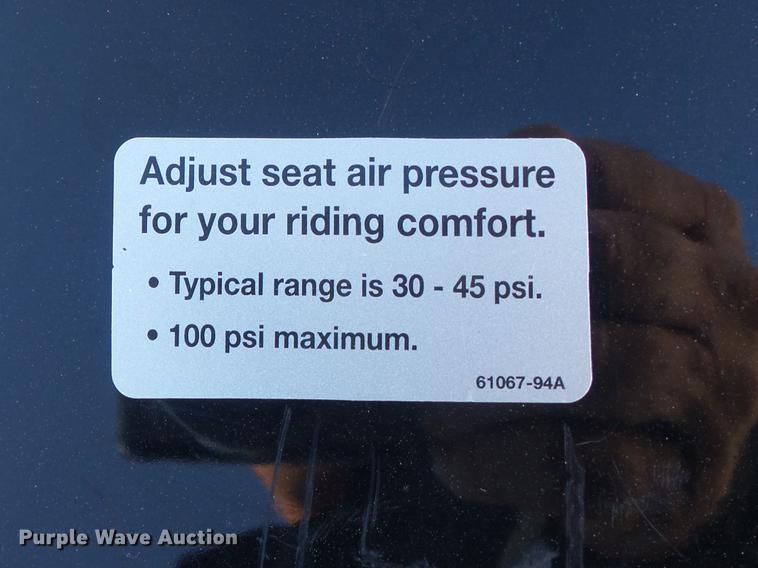 Adjust seat air pressure
for your riding comfort.
• Typical range is 30 - 45 psi.
• 100 psi maximum.
61067-94A
Purple Wave Auction